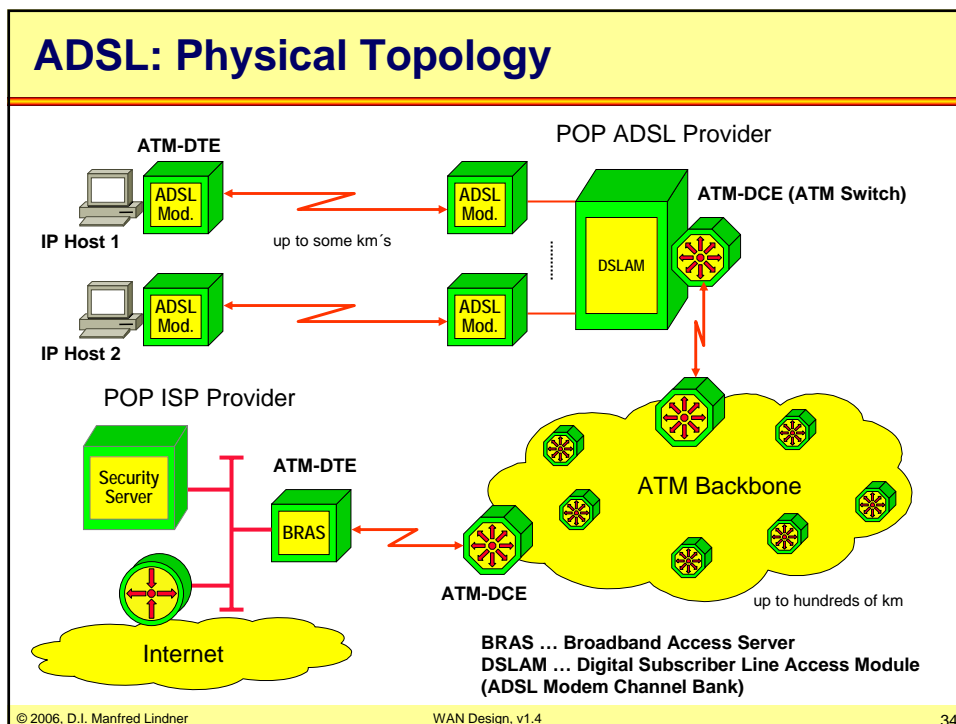 ADSL: Physical Topology
POP ADSL Provider
ATM-DTE
ADSL
Mod.
IP Host 1
up to some km´s
ADSL
Mod.
DSLAM
ATM-DCE (ATM Switch)
ADSL
Mod.
IP Host 2
ADSL
Mod.
POP ISP Provider
Security
Server
ATM-DTE
BRAS
ATM-DCE
ATM Backbone
up to hundreds of km
Internet
BRAS … Broadband Access Server
DSLAM … Digital Subscriber Line Access Module
(ADSL Modem Channel Bank)
© 2006, D.I. Manfred Lindner
WAN Design, v1.4
34